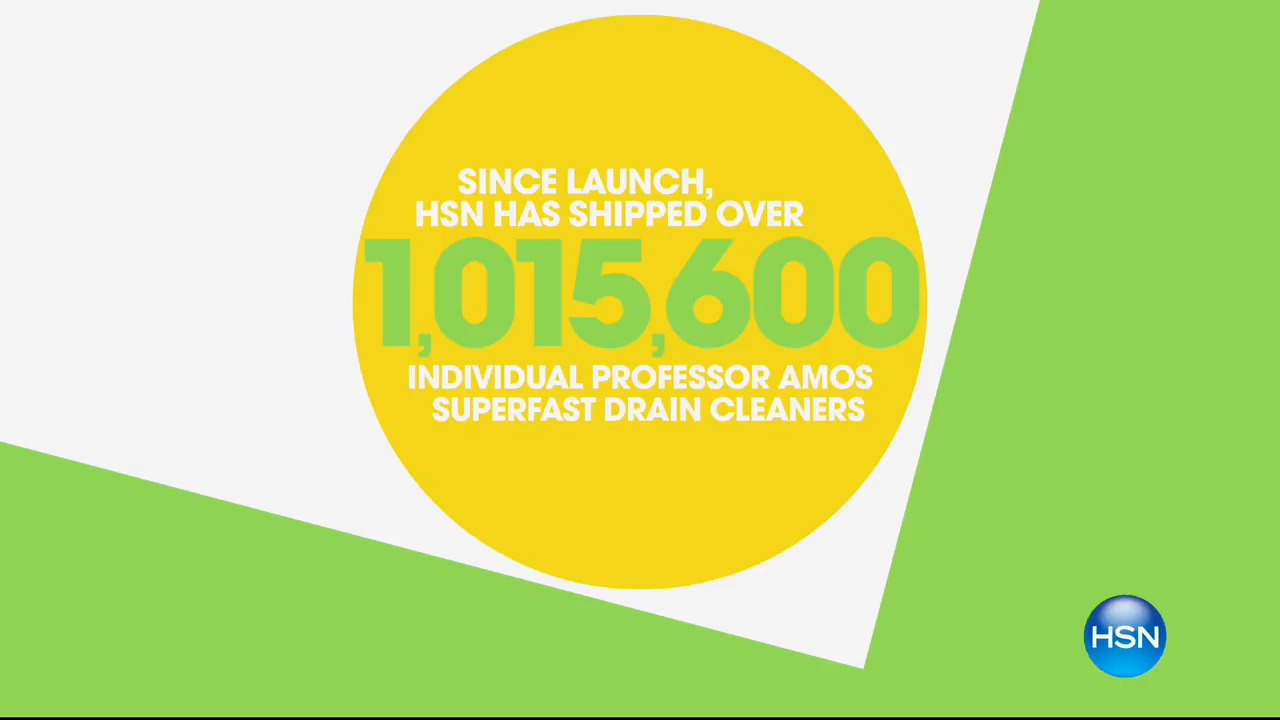 SINCE LAUNCH,
HSN HAS SHIPPED OVER
1,015,600
INDIVIDUAL PROFESSOR AMOS
SUPERFAST DRAIN CLEANERS
HSN